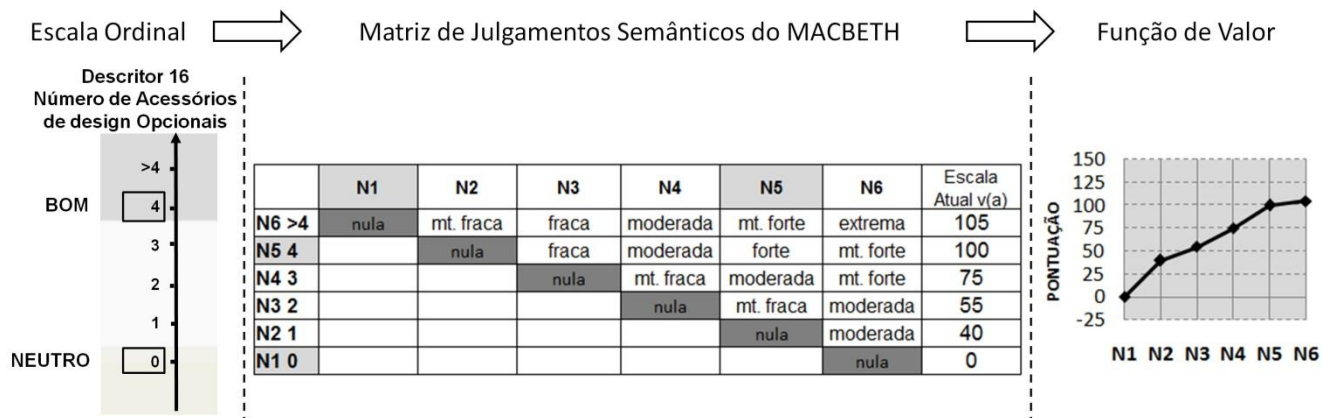 Escala Ordinal
Matriz de Julgamentos Semânticos do MACBETH
Função de Valor
Descritor 16
Número de Acessórios
de design Opcionais
>4
BOM 4
3
2
1
NEUTRO 0
N1 N2 N3 N4 N5 N6 Escala
Atual v(a)
N6 >4 nula mt. fraca fraca moderada mt. forte extrema 105
N5 4 nula fraca moderada forte mt. forte 100
N4 3 nula mt. fraca moderada mt. forte 75
N3 2 nula mt. fraca moderada 55
N2 1 nula moderada 40
N1 0 nula 0
PONTUAÇÃO
150
125
100
75
50
25
0
-25
N1 N2 N3 N4 N5 N6